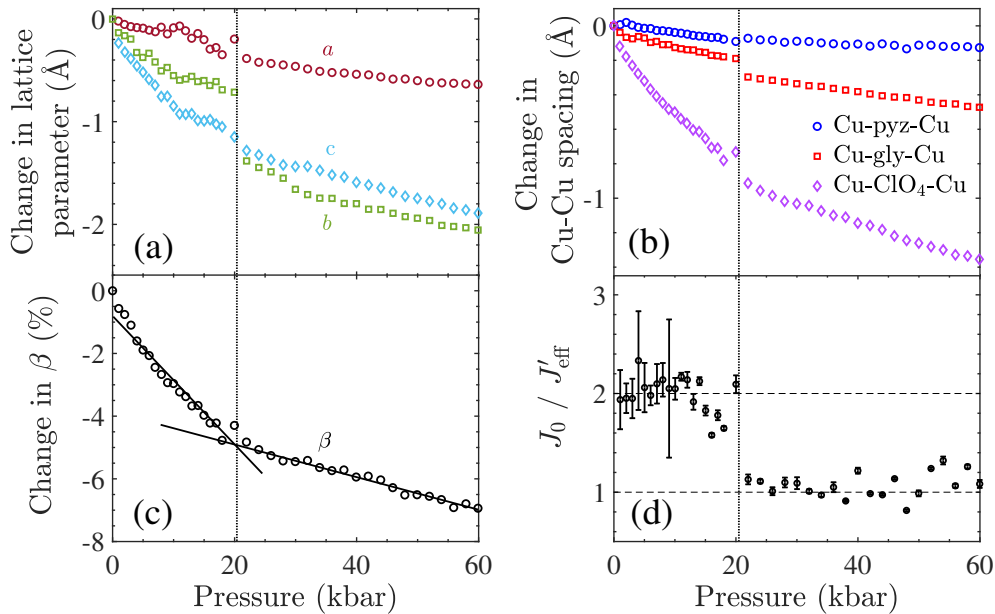 0
-1
-2
Change in lattice
parameter (Å)
a
c
b
(a)
0
-1
Change in
Cu-Cu spacing (Å)
Cu-pyz-Cu
Cu-gly-Cu
Cu-ClO₄-Cu
(b)
0
-2
-4
-6
-8
Change in β (%)
β
(c)
0
20
40
60
Pressure (kbar)
3
2
1
J₀ / J′eff
(d)
0
20
40
60
Pressure (kbar)